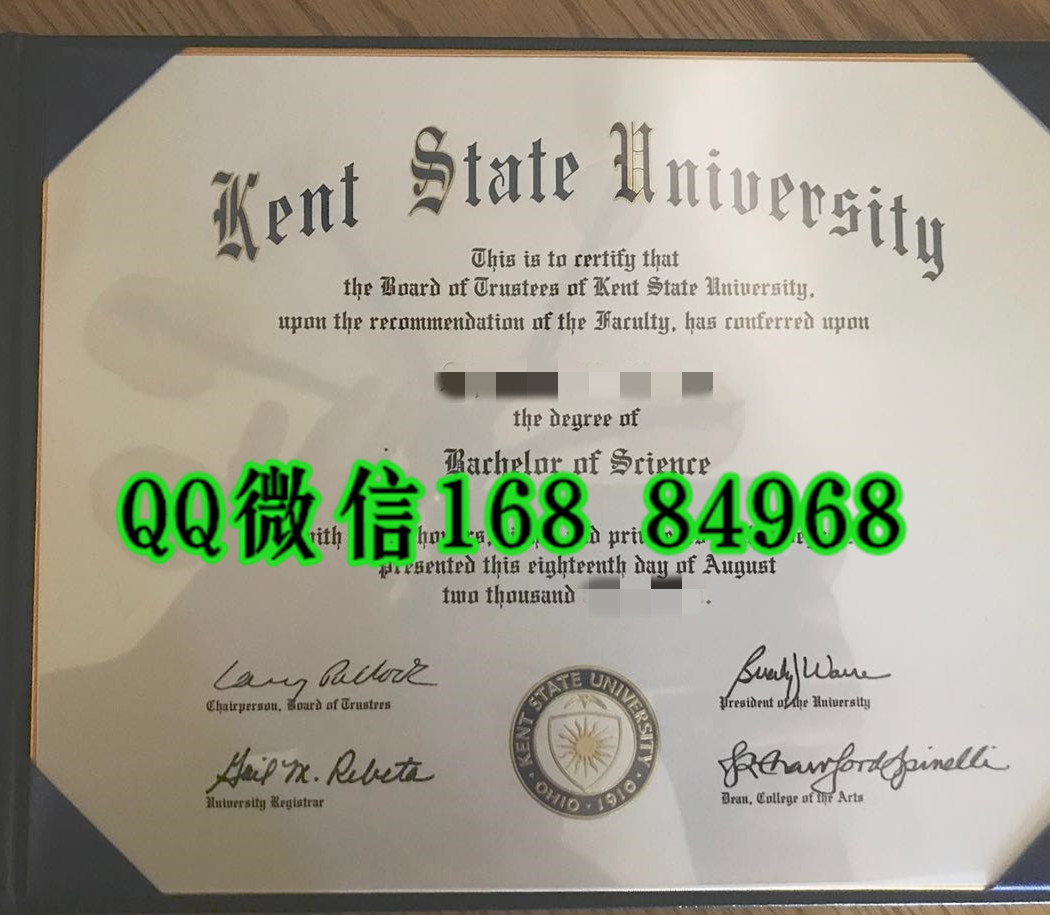 Kent State University
This is to certify that
the Board of Trustees of Kent State University,
upon the recommendation of the Faculty, has conferred upon
the degree of
Bachelor of Science
QQ微信168 84968
presented this eighteenth day of August
two thousand
Chairperson, Board of Trustees
President of the University
Gail M. Rebeta
University Registrar
Dean, College of the Arts
KENT STATE UNIVERSITY
OHIO · 1910